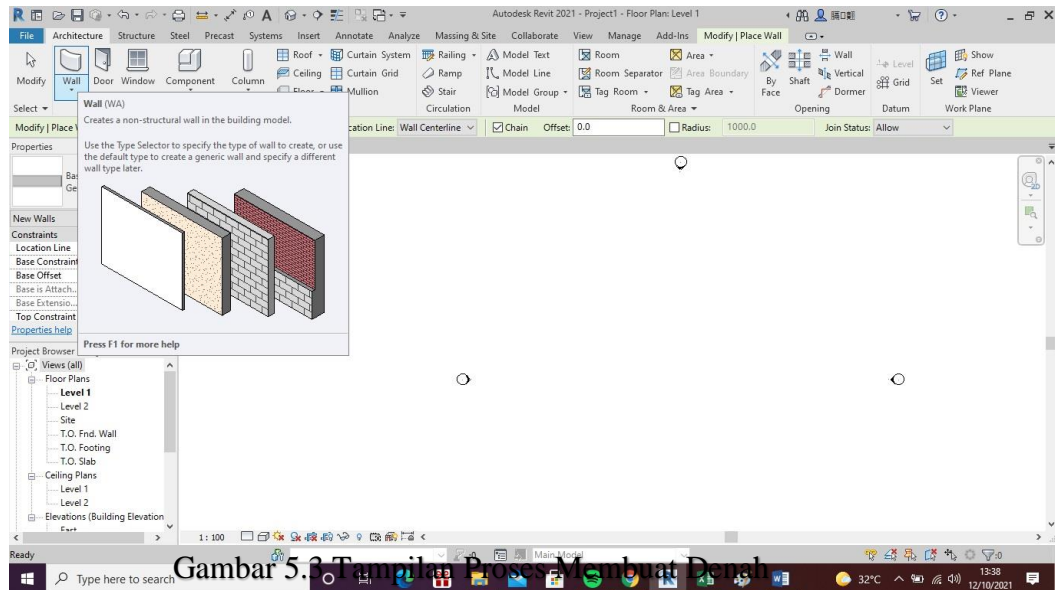 Autodesk Revit 2021 - Project1 - Floor Plan: Level 1
File Architecture Structure Steel Precast Systems Insert Annotate Analyze Massing & Site Collaborate View Manage Add-Ins Modify | Place Wall
Modify Wall Door Window Component Column
Roof Curtain System Railing Model Text Room Area Wall Level Show
Ceiling Curtain Grid Ramp Model Line Room Separator Area Boundary By Face Shaft Vertical Grid Set Ref Plane
Floor Mullion Stair Model Group Tag Room Tag Area Dormer Viewer
Select Circulation Model Room & Area Opening Datum Work Plane
Modify | Place Location Line: Wall Centerline Chain Offset: 0.0 Radius: 1000.0 Join Status: Allow
Wall (WA)
Creates a non-structural wall in the building model.
Use the Type Selector to specify the type of wall to create, or use
the default type to create a generic wall and specify a different
wall type later.
Press F1 for more help
Properties
Bas
Ge
New Walls
Constraints
Location Line
Base Constraint
Base Offset
Base is Attach...
Base Extensio...
Top Constraint
Properties help
Project Browser
Views (all)
Floor Plans
Level 1
Level 2
Site
T.O. Fnd. Wall
T.O. Footing
T.O. Slab
Ceiling Plans
Level 1
Level 2
Elevations (Building Elevation
East
1 : 100
Ready :0 Main Model :0
Gambar 5.3 Tampilan Proses Membuat Denah
Type here to search 32°C 13:38
12/10/2021